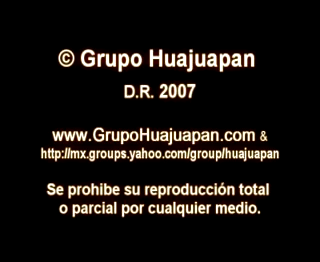 © Grupo Huajuapan
D.R. 2007
www.GrupoHuajuapan.com &
http://mx.groups.yahoo.com/group/huajuapan
Se prohibe su reproducción total
o parcial por cualquier medio.